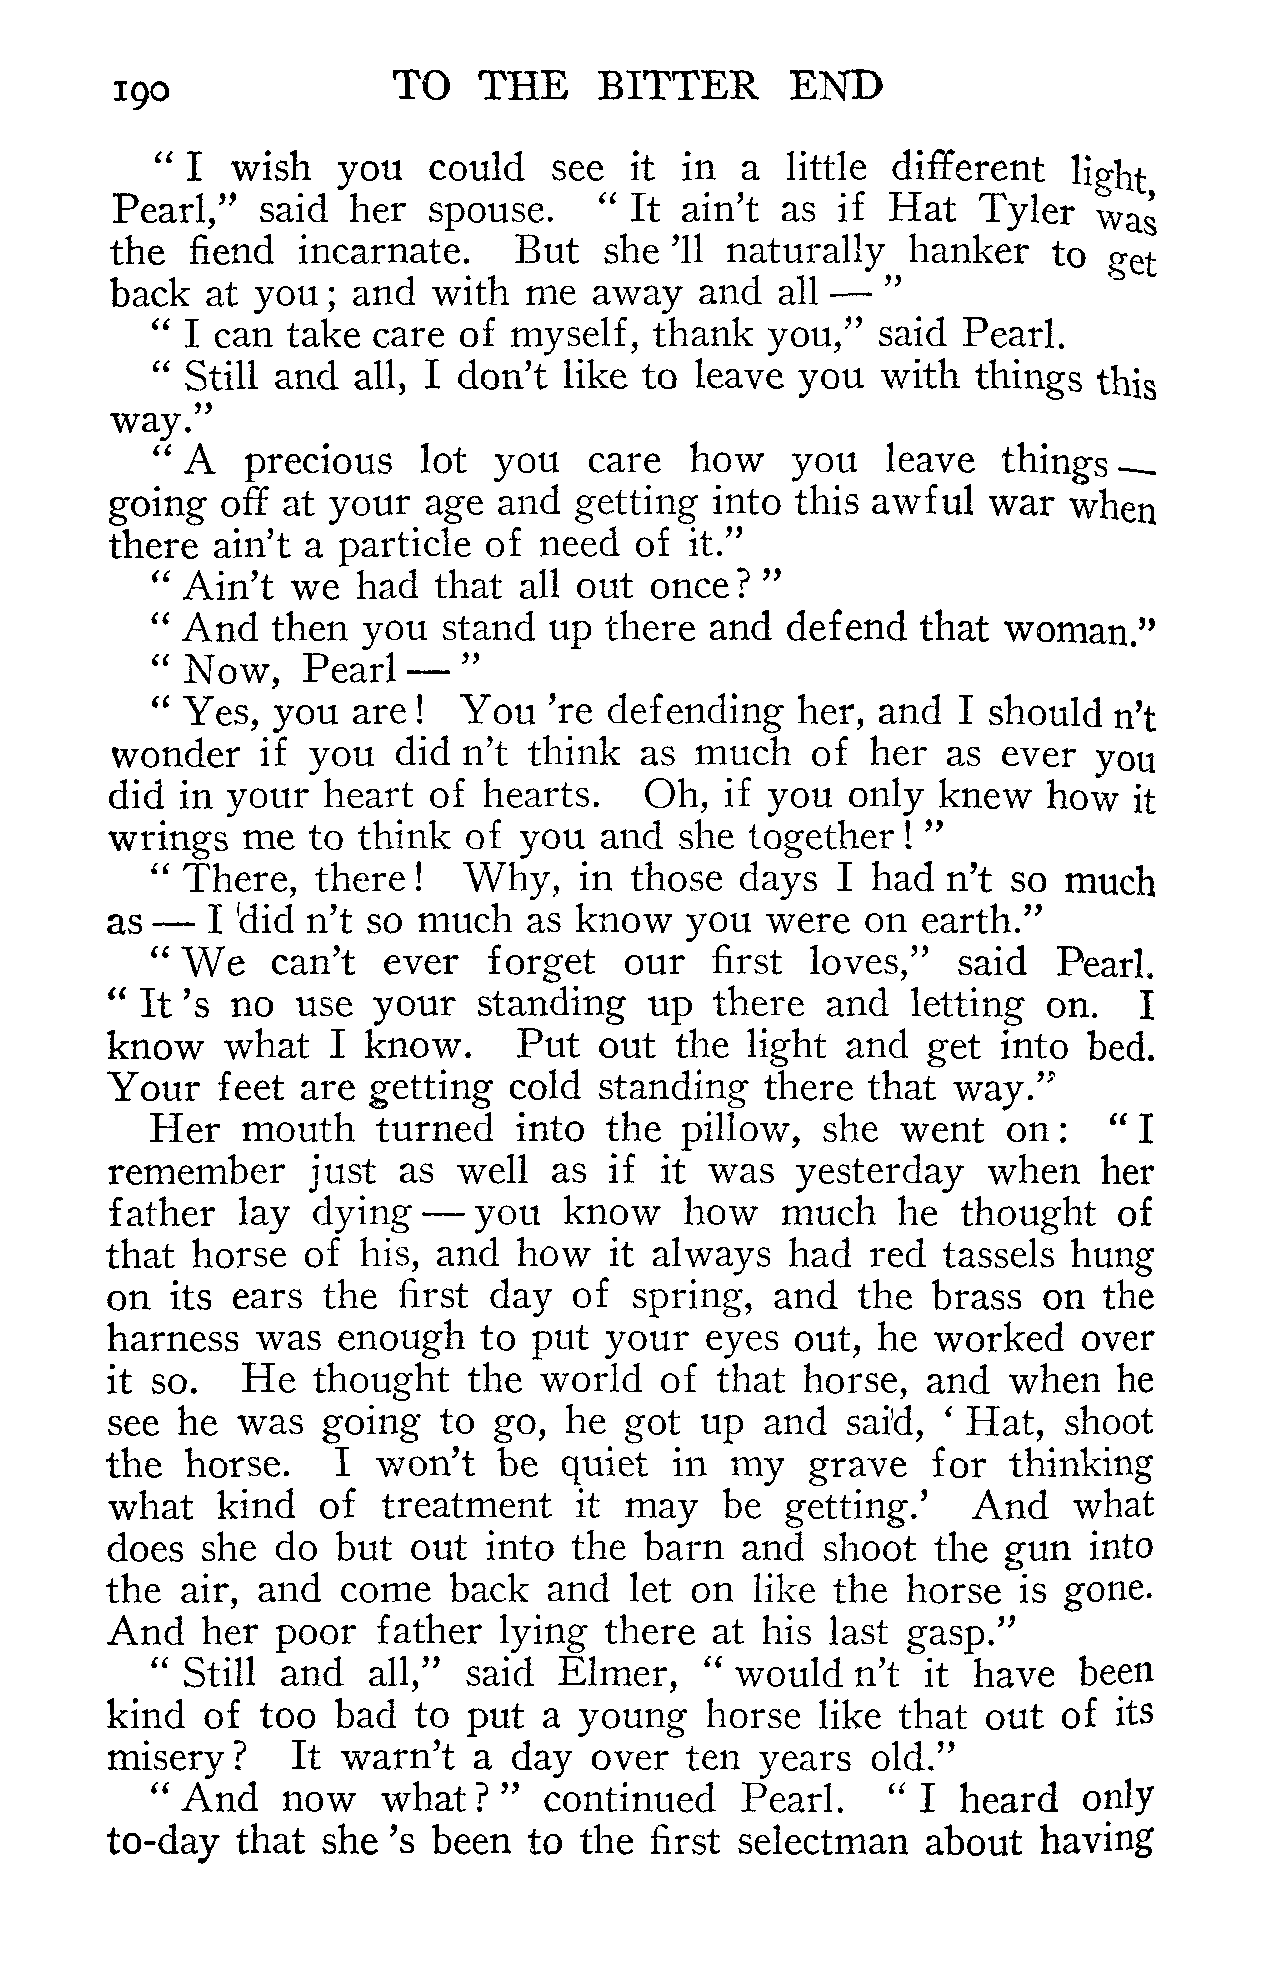 190 TO THE BITTER END
“ I wish you could see it in a little different light,
Pearl,” said her spouse. “ It ain't as if Hat Tyler was
the fiend incarnate. But she 'll naturally hanker to get
back at you ; and with me away and all — ”
“ I can take care of myself, thank you,” said Pearl.
“ Still and all, I don't like to leave you with things this
way.”
“ A precious lot you care how you leave things —
going off at your age and getting into this awful war when
there ain't a particle of need of it.”
“ Ain't we had that all out once ? ”
“ And then you stand up there and defend that woman.”
“ Now, Pearl — ”
“ Yes, you are ! You 're defending her, and I should n't
wonder if you did n't think as much of her as ever you
did in your heart of hearts. Oh, if you only knew how it
wrings me to think of you and she together ! ”
“ There, there ! Why, in those days I had n't so much
as — I did n't so much as know you were on earth.”
“ We can't ever forget our first loves,” said Pearl.
“ It 's no use your standing up there and letting on. I
know what I know. Put out the light and get into bed.
Your feet are getting cold standing there that way.”
Her mouth turned into the pillow, she went on : “ I
remember just as well as if it was yesterday when her
father lay dying — you know how much he thought of
that horse of his, and how it always had red tassels hung
on its ears the first day of spring, and the brass on the
harness was enough to put your eyes out, he worked over
it so. He thought the world of that horse, and when he
see he was going to go, he got up and said, ‘ Hat, shoot
the horse. I won't be quiet in my grave for thinking
what kind of treatment it may be getting.’ And what
does she do but out into the barn and shoot the gun into
the air, and come back and let on like the horse is gone.
And her poor father lying there at his last gasp.”
“ Still and all,” said Elmer, “ would n't it have been
kind of too bad to put a young horse like that out of its
misery ? It warn't a day over ten years old.”
“ And now what ? ” continued Pearl. “ I heard only
to-day that she 's been to the first selectman about having